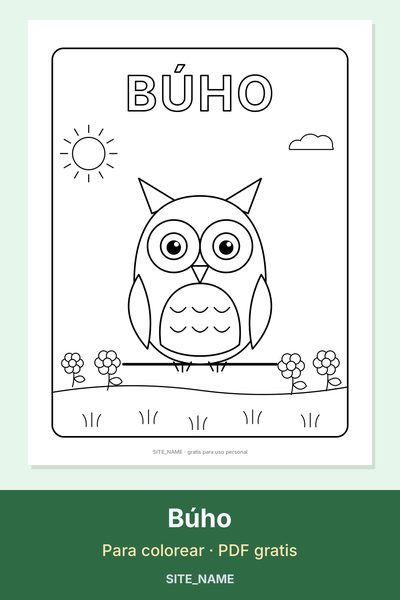 BÚHO
SITE_NAME · gratis para uso personal
Búho
Para colorear · PDF gratis
SITE_NAME